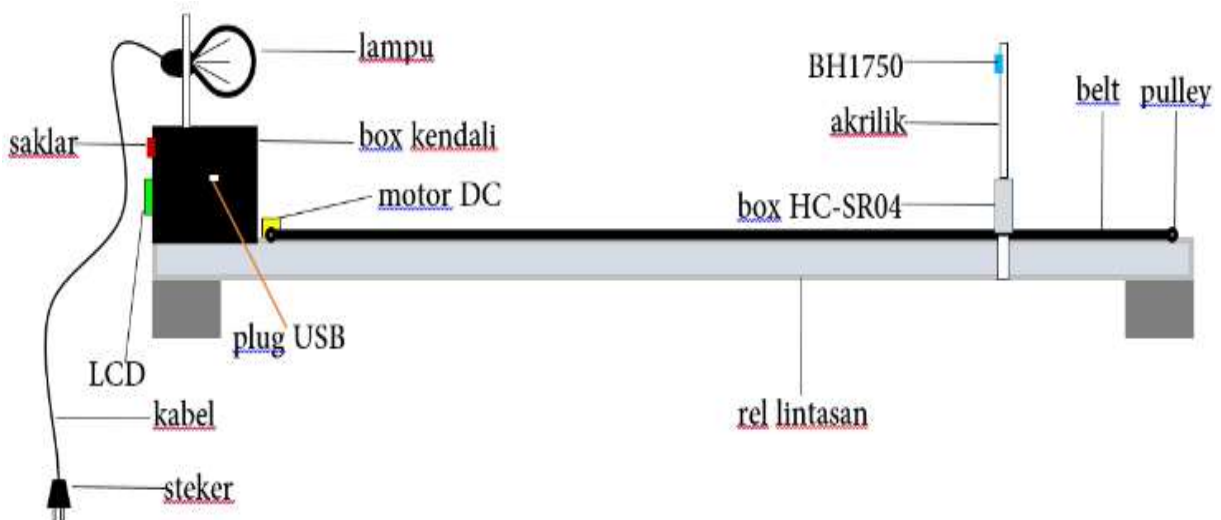 lampu
BH1750
belt
pulley
akrilik
saklar
box kendali
motor DC
box HC-SR04
plug USB
LCD
kabel
rel lintasan
steker